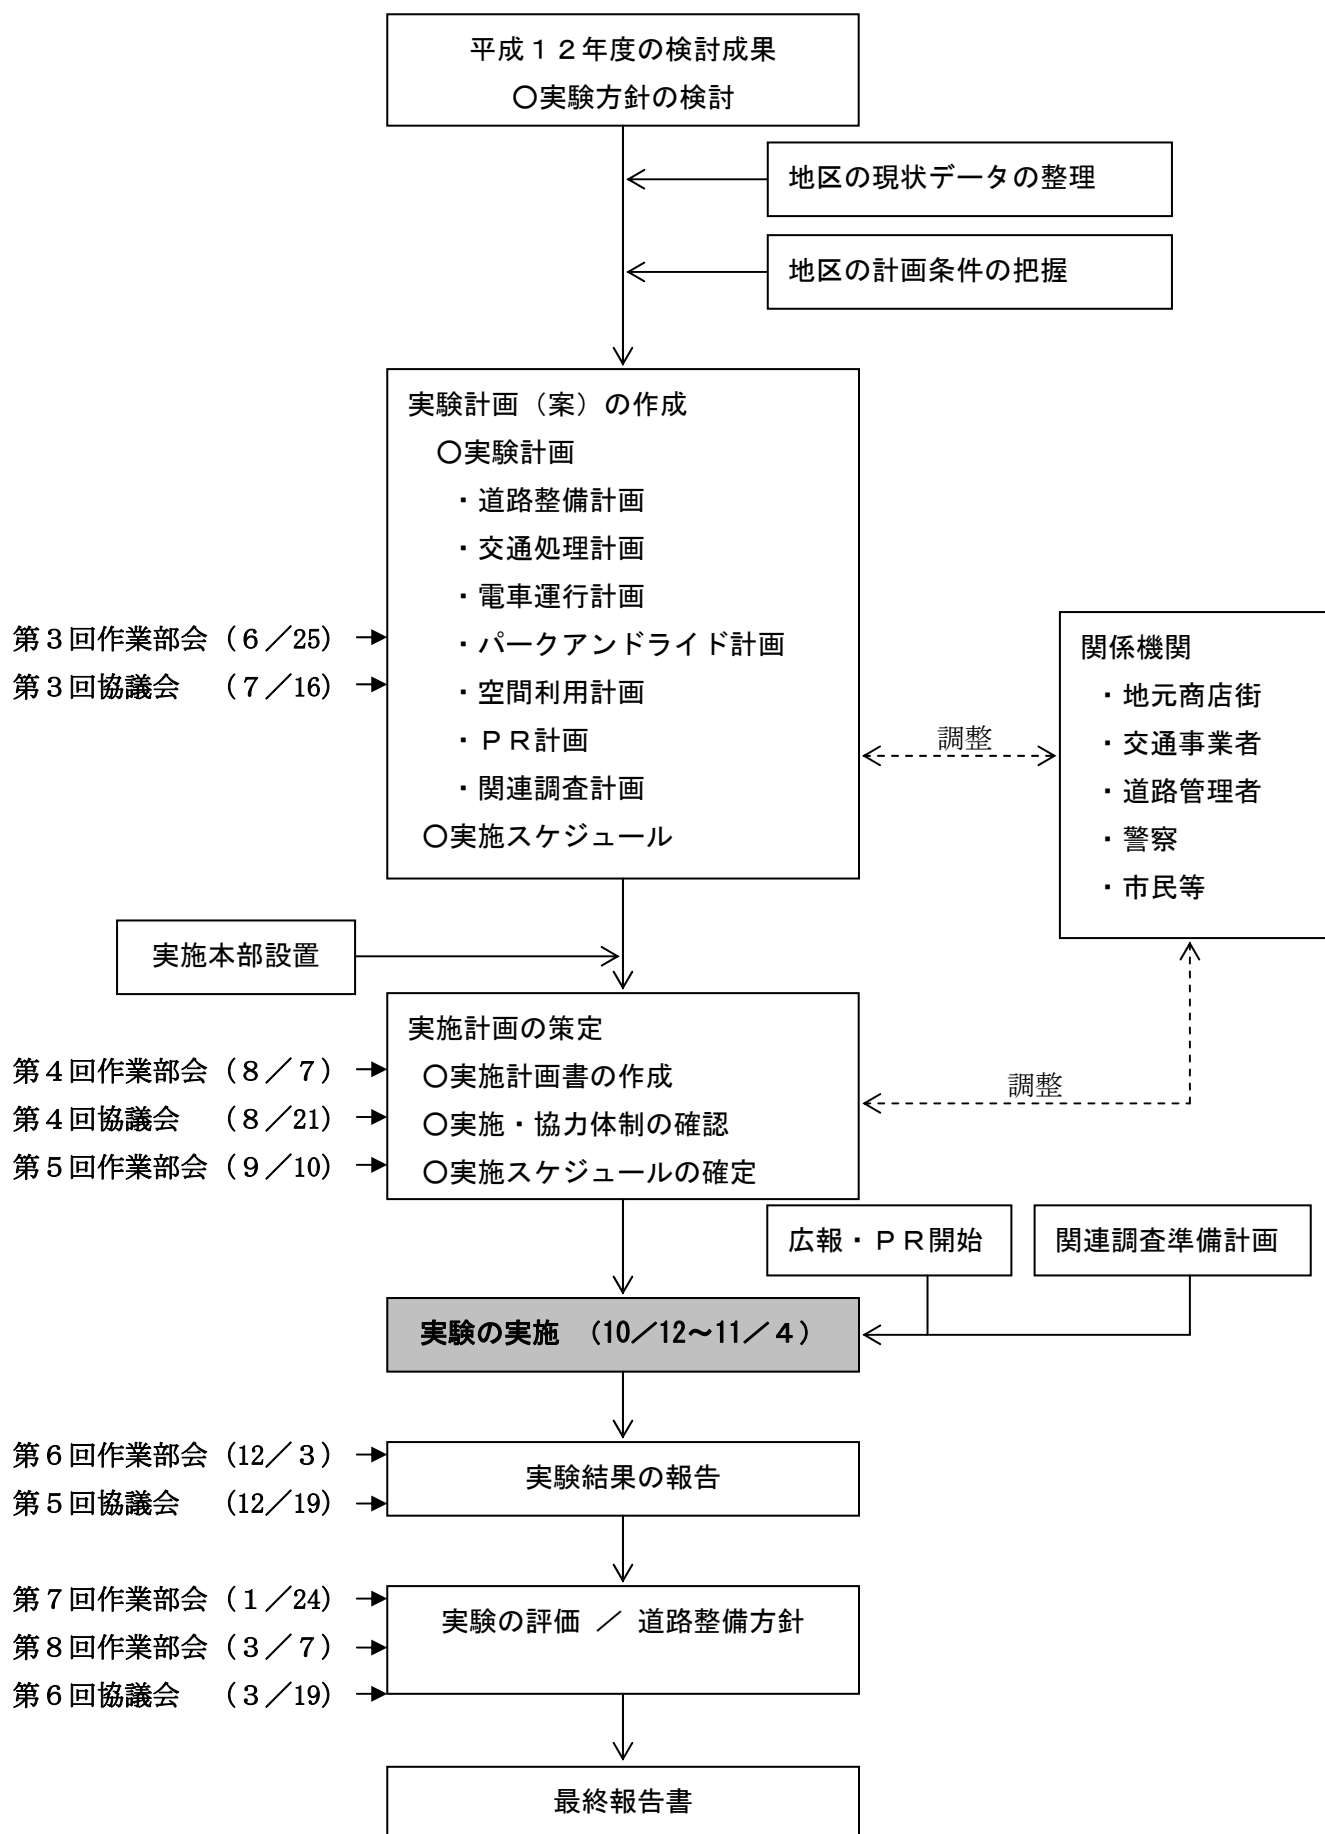 平成１２年度の検討成果
〇実験方針の検討
地区の現状データの整理
地区の計画条件の把握
実験計画（案）の作成
〇実験計画
・道路整備計画
・交通処理計画
・電車運行計画
・パークアンドライド計画
・空間利用計画
・ＰＲ計画
・関連調査計画
〇実施スケジュール
第３回作業部会（６／25）
第３回協議会　（７／16）
調整
関係機関
・地元商店街
・交通事業者
・道路管理者
・警察
・市民等
実施本部設置
実施計画の策定
〇実施計画書の作成
〇実施・協力体制の確認
〇実施スケジュールの確定
第４回作業部会（８／７）
第４回協議会　（８／21）
第５回作業部会（９／10）
調整
広報・ＰＲ開始
関連調査準備計画
実験の実施　（10／12～11／４）
第６回作業部会（12／３）
第５回協議会　（12／19）
実験結果の報告
第７回作業部会（１／24）
第８回作業部会（３／７）
第６回協議会　（３／19）
実験の評価　／　道路整備方針
最終報告書